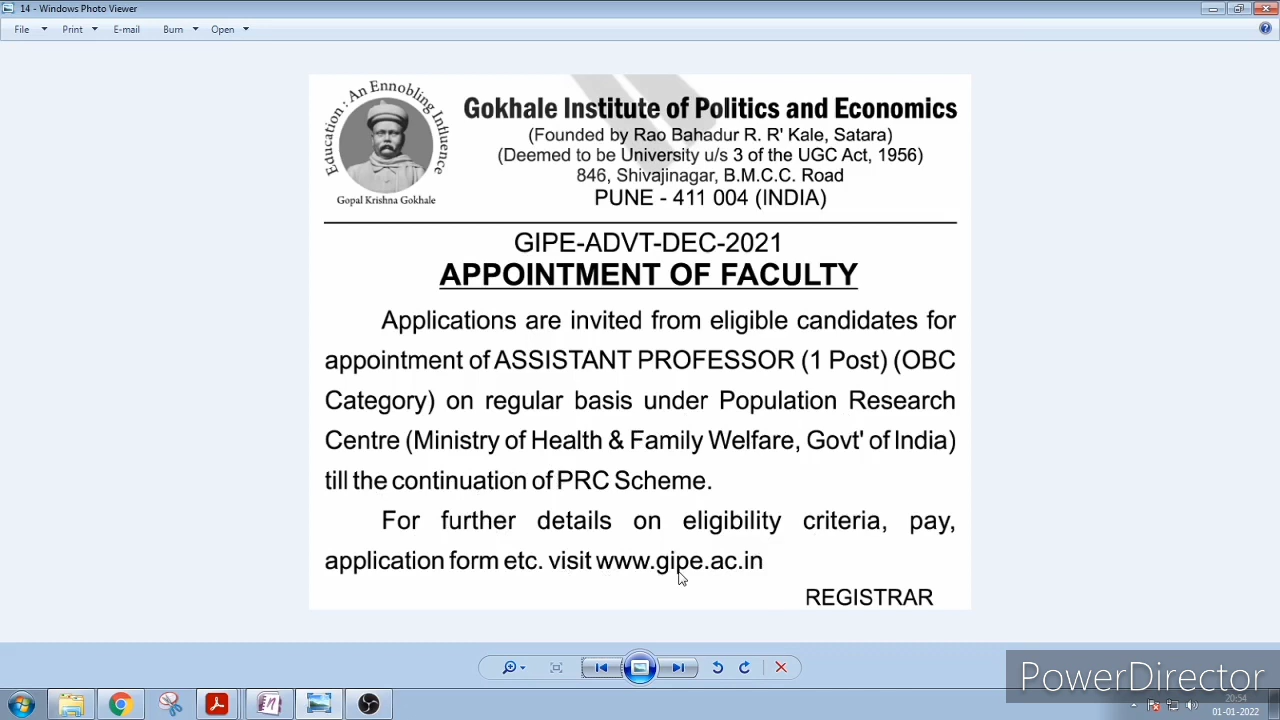 14 - Windows Photo Viewer
File Print E-mail Burn Open
Education : An Ennobling Influence
Gopal Krishna Gokhale
Gokhale Institute of Politics and Economics
(Founded by Rao Bahadur R. R' Kale, Satara)
(Deemed to be University u/s 3 of the UGC Act, 1956)
846, Shivajinagar, B.M.C.C. Road
PUNE - 411 004 (INDIA)
GIPE-ADVT-DEC-2021
APPOINTMENT OF FACULTY
Applications are invited from eligible candidates for
appointment of ASSISTANT PROFESSOR (1 Post) (OBC
Category) on regular basis under Population Research
Centre (Ministry of Health & Family Welfare, Govt' of India)
till the continuation of PRC Scheme.
For further details on eligibility criteria, pay,
application form etc. visit www.gipe.ac.in
REGISTRAR
PowerDirector
20:54
01-01-2022